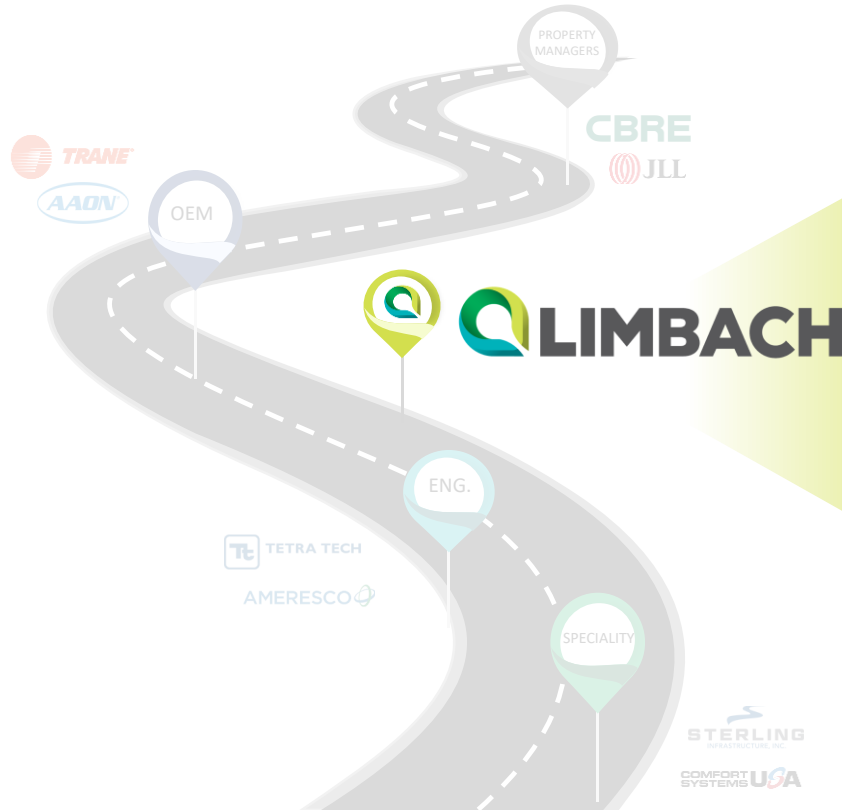 PROPERTY
MANAGERS
CBRE
JLL
TRANE
AAON
OEM
LIMBACH
ENG.
TETRA TECH
AMERESCO
SPECIALITY
STERLING
INFRASTRUCTURE, INC.
COMFORT
SYSTEMS USA